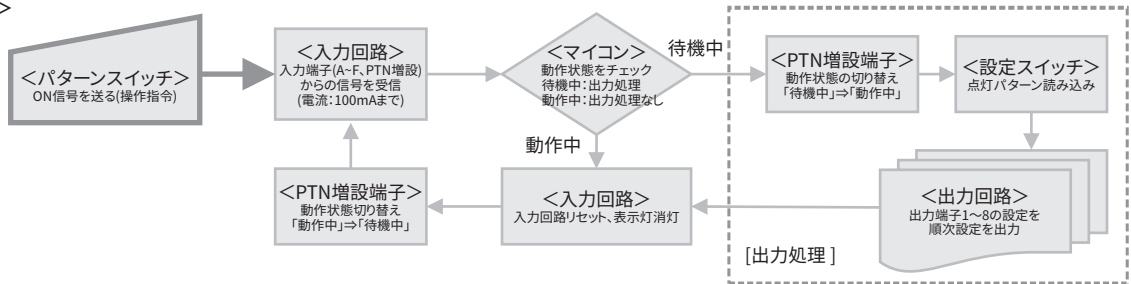 >
<パターンスイッチ>
ON信号を送る(操作指令)
<入力回路>
入力端子(A~F、PTN増設)
からの信号を受信
(電流：100mAまで)
<マイコン>
動作状態をチェック
待機中：出力処理
動作中：出力処理なし
待機中
<PTN増設端子>
動作状態の切り替え
「待機中」⇒「動作中」
<設定スイッチ>
点灯パターン読み込み
動作中
<PTN増設端子>
動作状態切り替え
「動作中」⇒「待機中」
<入力回路>
入力回路リセット、表示灯消灯
<出力回路>
出力端子1～8の設定を
順次設定を出力
[出力処理]